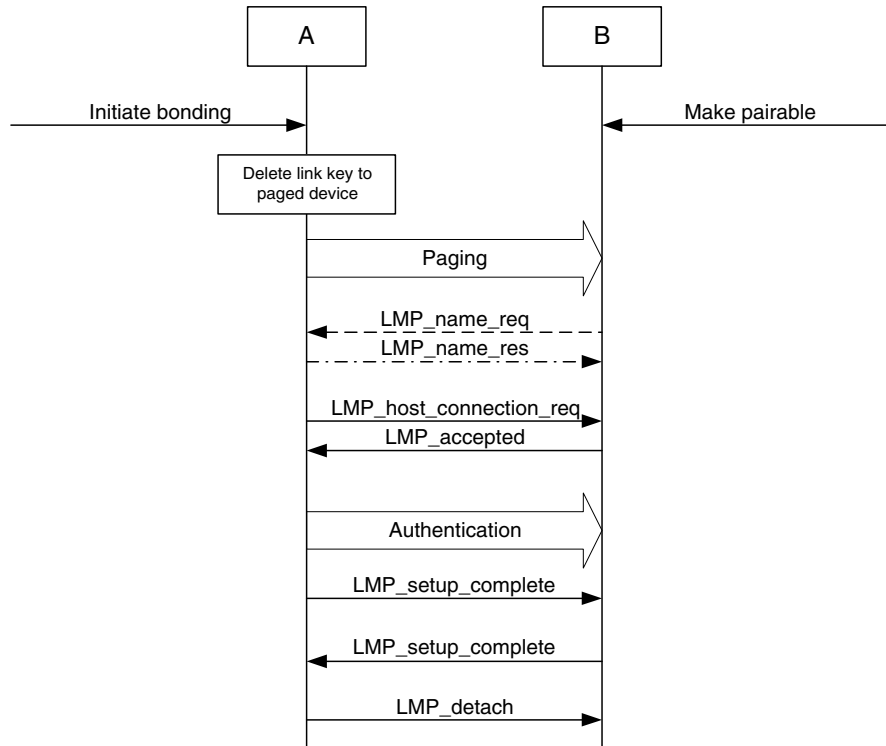 A
B
Initiate bonding
Make pairable
Delete link key to
paged device
Paging
LMP_name_req
LMP_name_res
LMP_host_connection_req
LMP_accepted
Authentication
LMP_setup_complete
LMP_setup_complete
LMP_detach